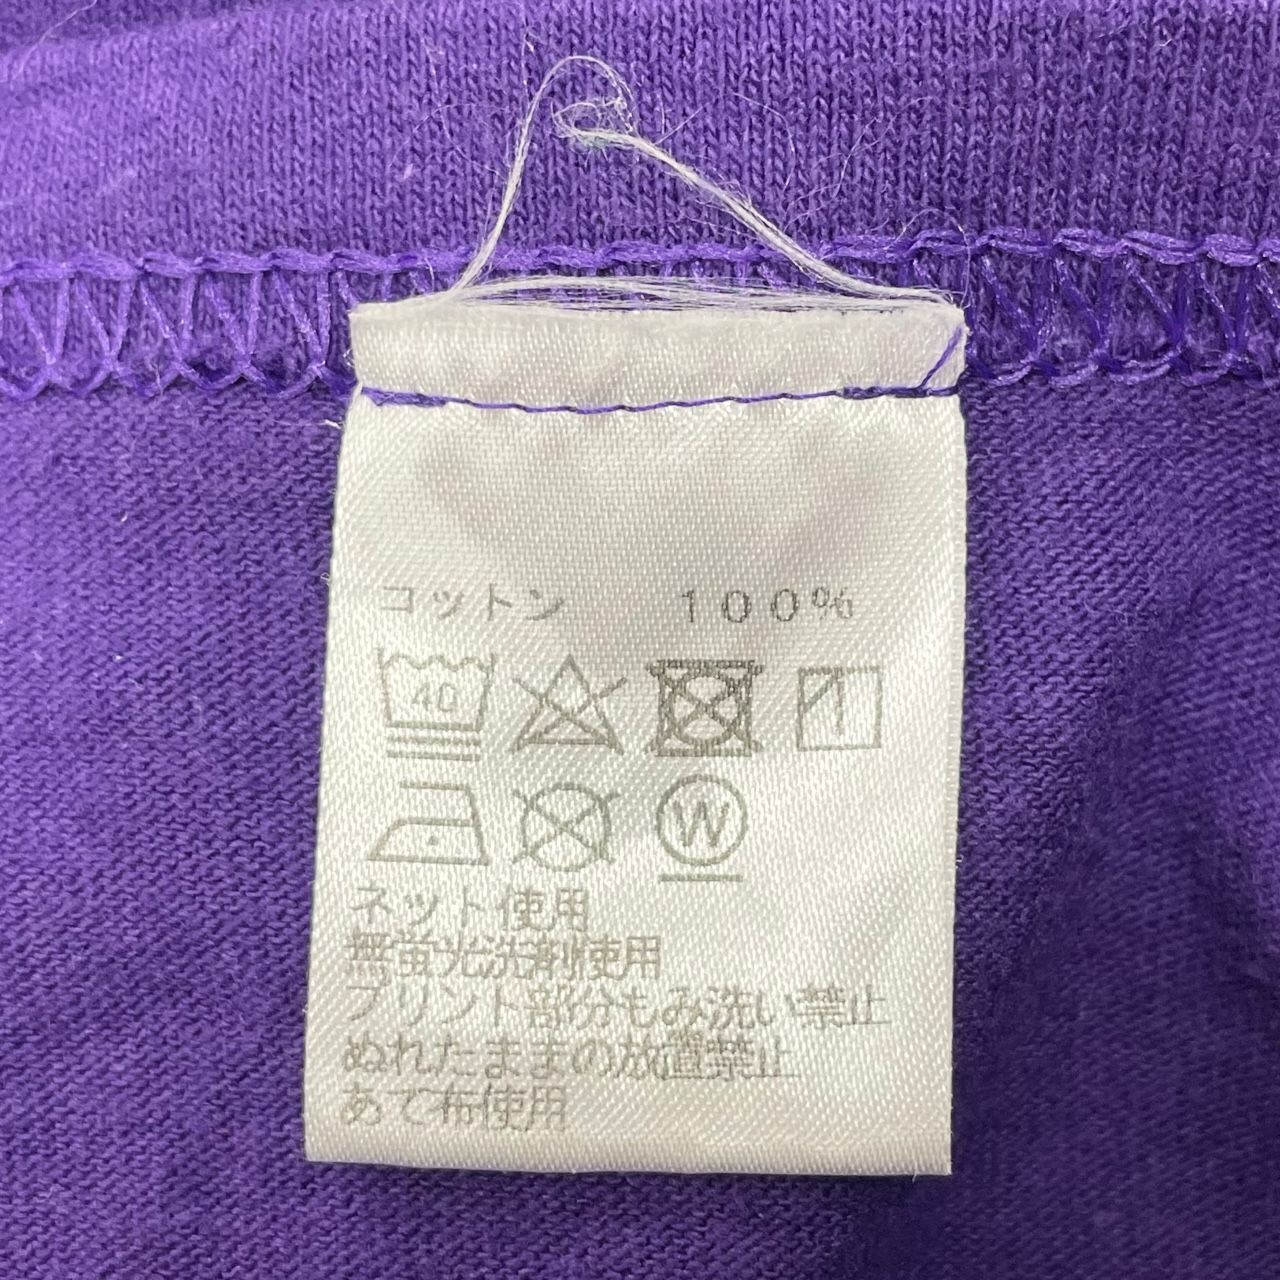 コットン 100%
40
W
ネット使用
無蛍光洗剤使用
プリント部分もみ洗い禁止
ぬれたままの放置禁止
あて布使用